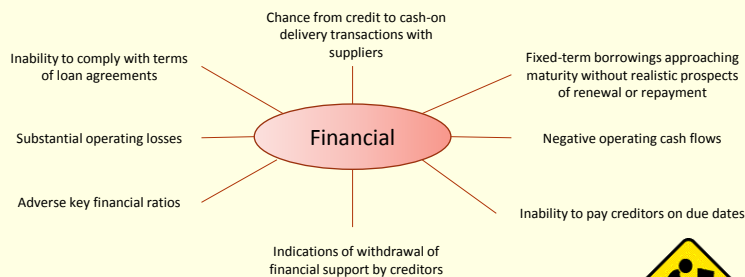 Chance from credit to cash-on
delivery transactions with
suppliers
Inability to comply with terms
of loan agreements
Fixed-term borrowings approaching
maturity without realistic prospects
of renewal or repayment
Substantial operating losses
Financial
Negative operating cash flows
Adverse key financial ratios
Inability to pay creditors on due dates
Indications of withdrawal of
financial support by creditors